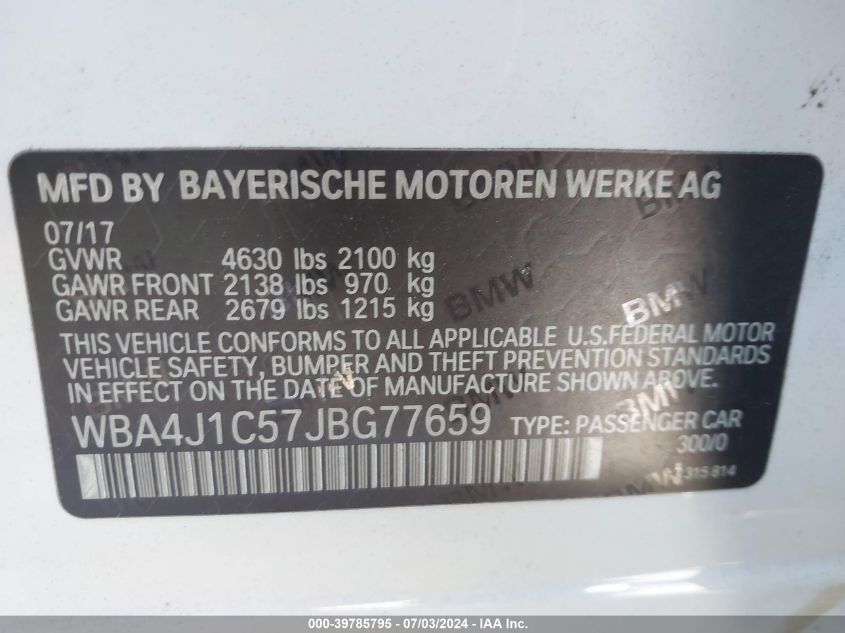 MFD BY BAYERISCHE MOTOREN WERKE AG
07/17
GVWR 4630 lbs 2100 kg
GAWR FRONT 2138 lbs 970 kg
GAWR REAR 2679 lbs 1215 kg
THIS VEHICLE CONFORMS TO ALL APPLICABLE U.S.FEDERAL MOTOR
VEHICLE SAFETY, BUMPER AND THEFT PREVENTION STANDARDS
IN EFFECT ON THE DATE OF MANUFACTURE SHOWN ABOVE.
WBA4J1C57JBG77659 TYPE: PASSENGER CAR
300/0
315 814
000-39785795 - 07/03/2024 - IAA Inc.